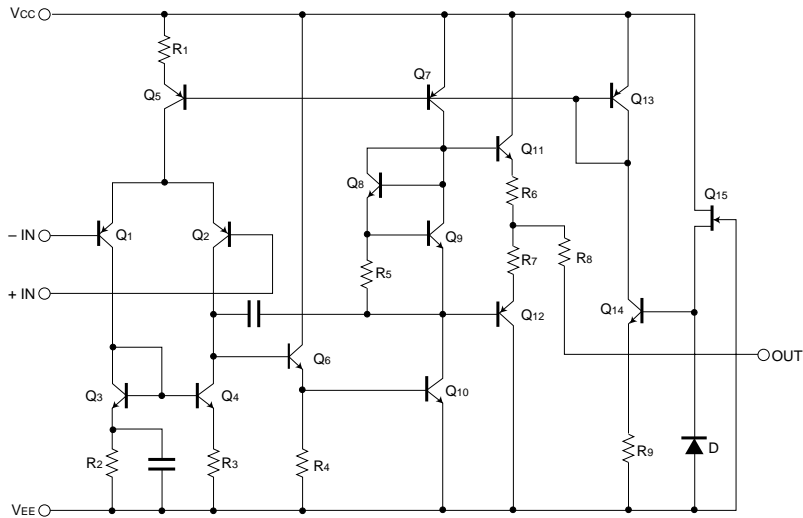 VCC
R1
Q5
Q7
Q13
Q11
Q8
R6
Q15
– IN
Q1
Q2
Q9
R8
R7
R5
+ IN
Q14
Q12
Q6
OUT
Q3
Q4
Q10
R2
R3
R4
R9
D
VEE